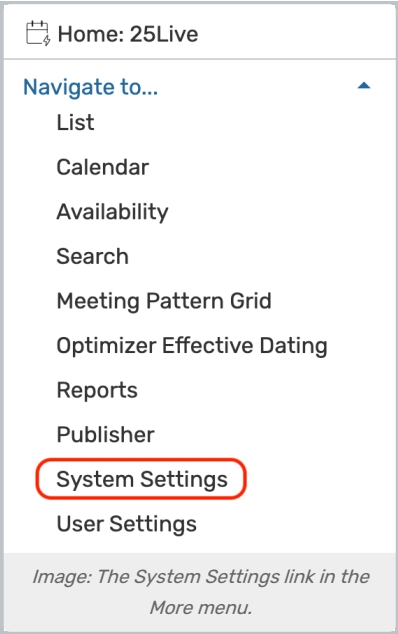 Home: 25Live
Navigate to...
List
Calendar
Availability
Search
Meeting Pattern Grid
Optimizer Effective Dating
Reports
Publisher
System Settings
User Settings
Image: The System Settings link in the
More menu.